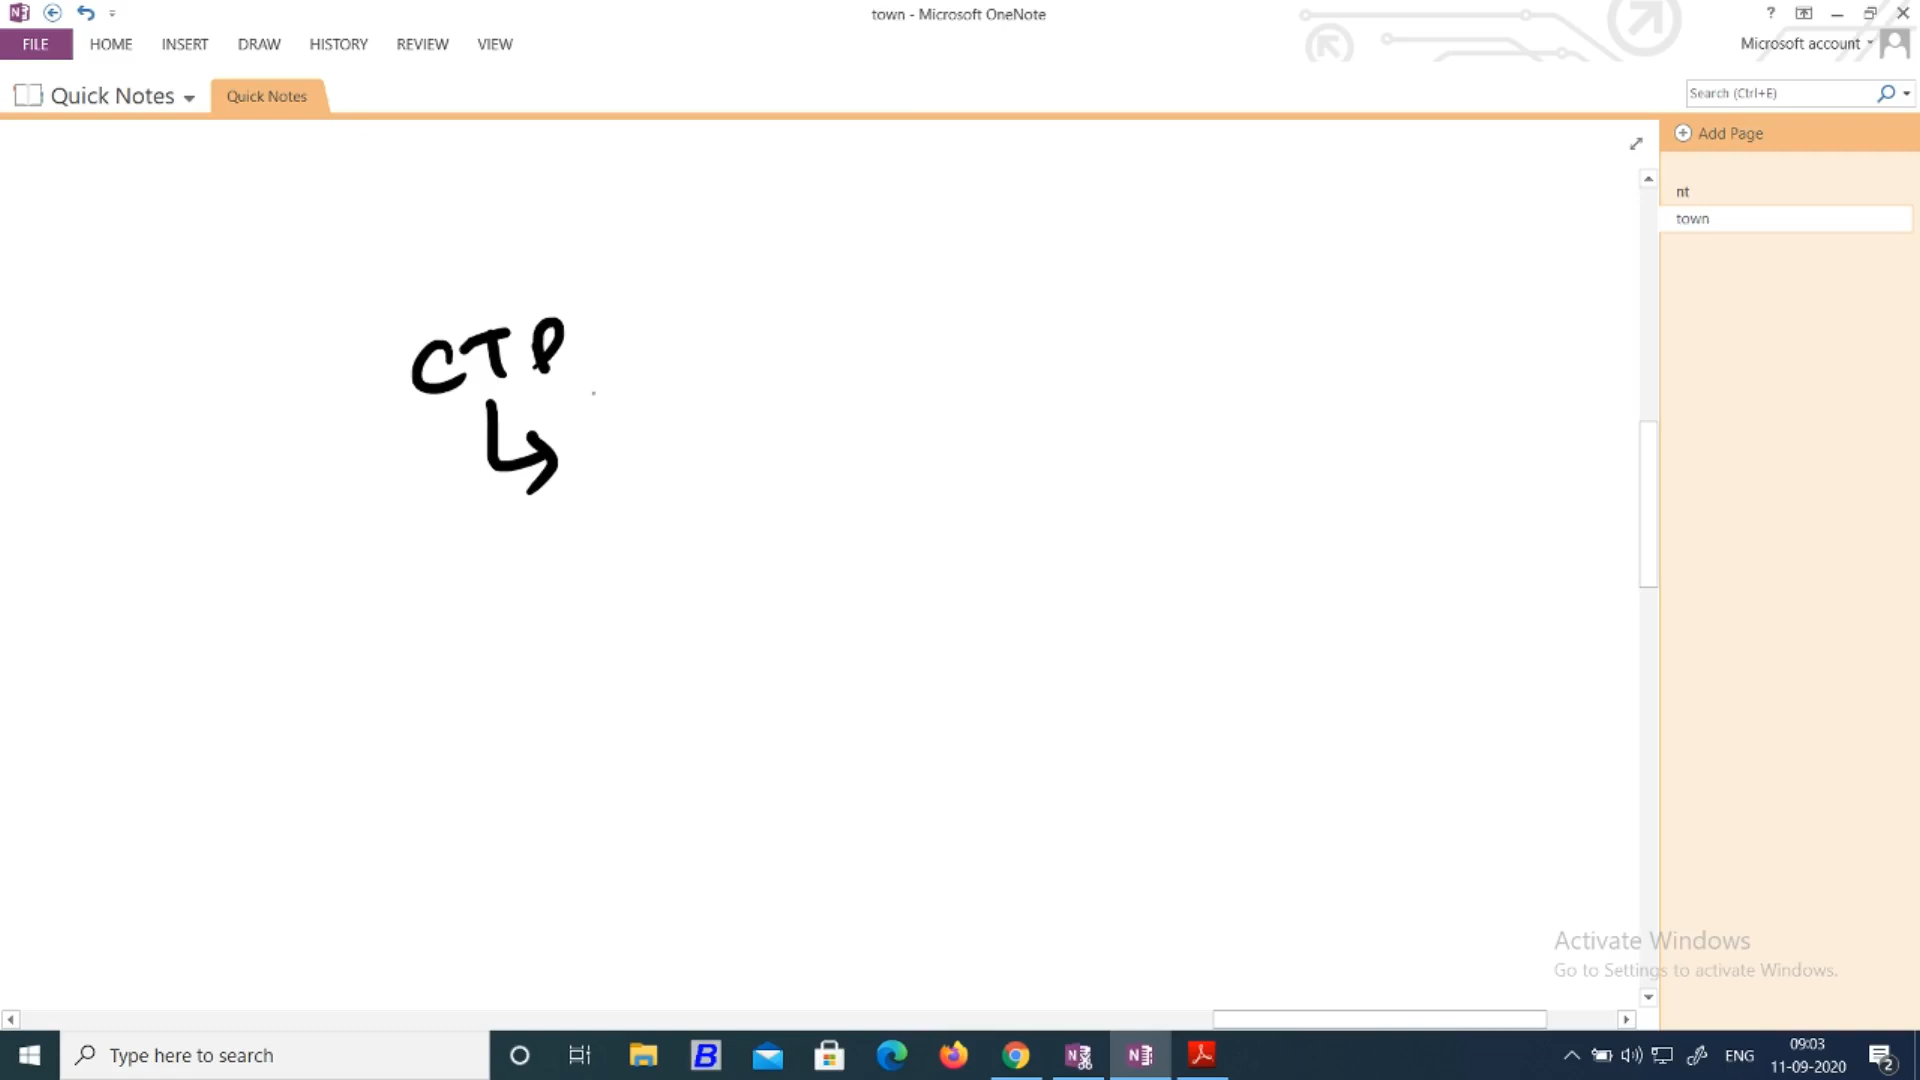 town - Microsoft OneNote
?
FILE HOME INSERT DRAW HISTORY REVIEW VIEW
Microsoft account
Quick Notes
Quick Notes
Search (Ctrl+E)
Add Page
nt
town
CTP
Activate Windows
Go to Settings to activate Windows.
Type here to search
B
ENG
09:03
11-09-2020
2